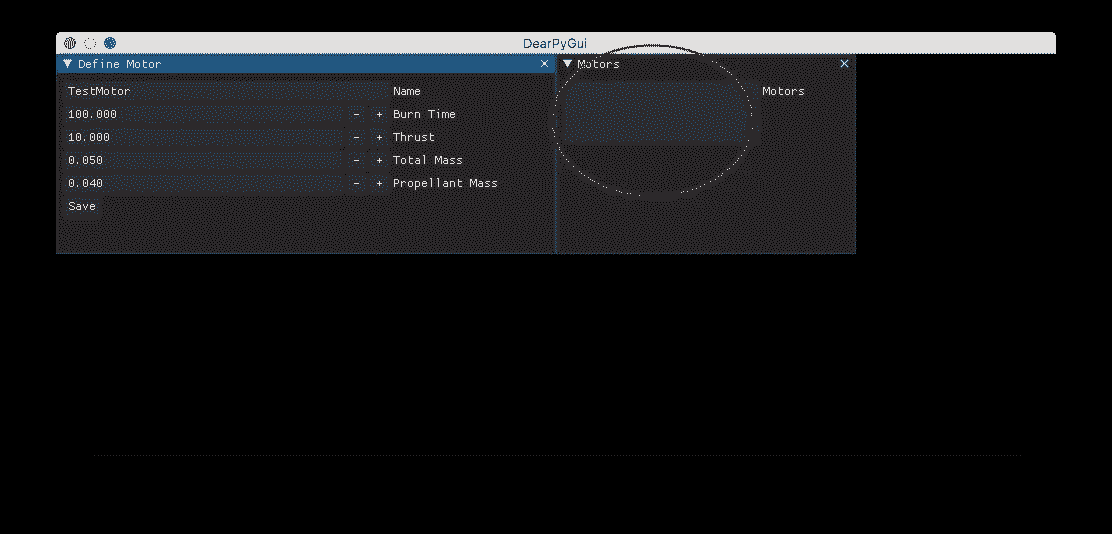 DearPyGui
Define Motor
Motors
TestMotor Name
Motors
100.000 - + Burn Time
10.000 - + Thrust
0.050 - + Total Mass
0.040 - + Propellant Mass
Save